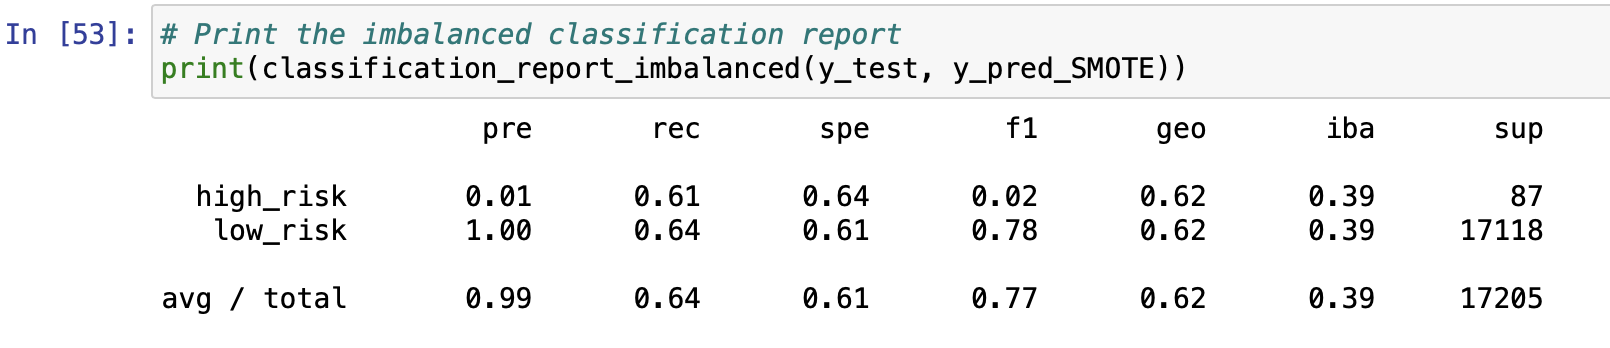 In [53]: # Print the imbalanced classification report
print(classification_report_imbalanced(y_test, y_pred_SMOTE))
pre rec spe f1 geo iba sup
high_risk 0.01 0.61 0.64 0.02 0.62 0.39 87
low_risk 1.00 0.64 0.61 0.78 0.62 0.39 17118
avg / total 0.99 0.64 0.61 0.77 0.62 0.39 17205